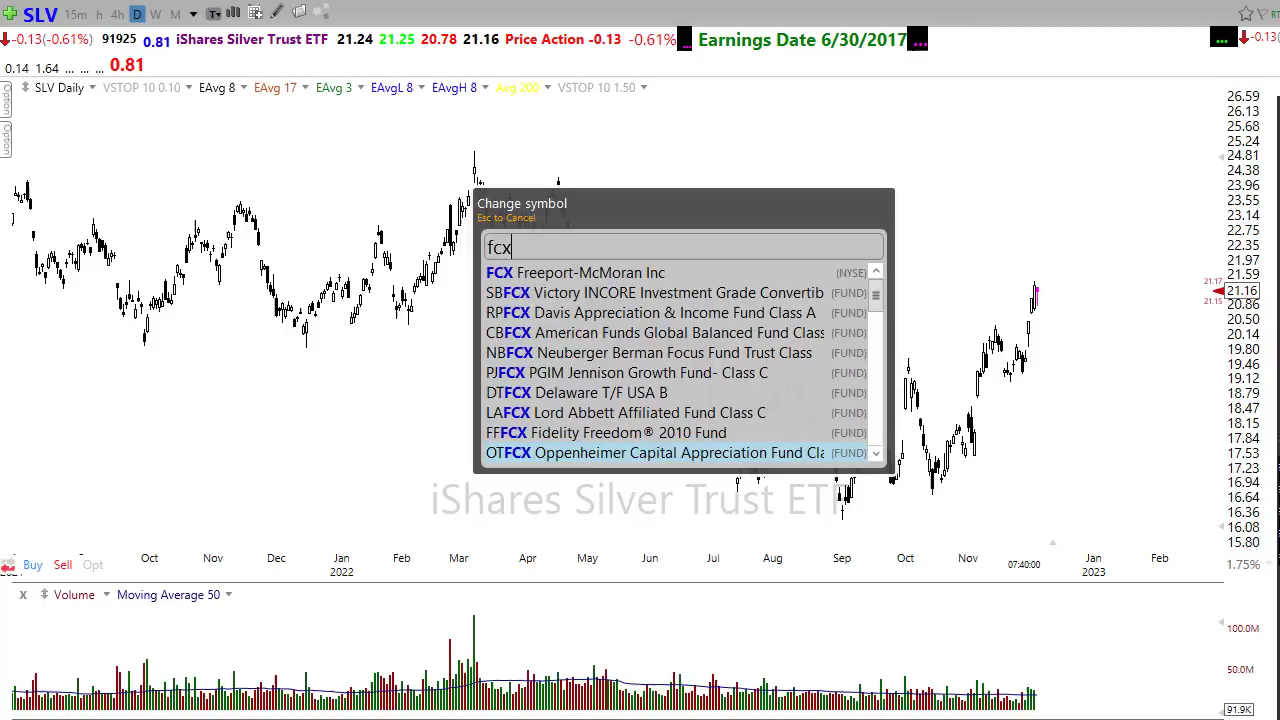 SLV 15m h 4h D W M T
-0.13(-0.61%) 91925 0.81 iShares Silver Trust ETF 21.24 21.25 20.78 21.16 Price Action -0.13 -0.61% ... Earnings Date 6/30/2017 ... ... -0.13(
0.14 1.64 ... ... 0.81
SLV Daily VSTOP 10 0.10 EAvg 8 EAvg 17 EAvg 3 EAvgL 8 EAvgH 8 Avg 200 VSTOP 10 1.50
Option
Option
26.59
26.13
25.68
25.24
24.81
24.38
23.96
23.55
23.14
22.75
22.35
21.97
21.59
21.17
21.16
21.15
20.86
20.50
20.14
19.80
19.46
19.12
18.79
18.47
18.15
17.84
17.53
17.23
16.94
16.64
16.36
16.08
15.80
Change symbol
Esc to Cancel
fcx
FCX Freeport-McMoran Inc (NYSE)
SBFCX Victory INCORE Investment Grade Convertib (FUND)
RPFCX Davis Appreciation & Income Fund Class A (FUND)
CBFCX American Funds Global Balanced Fund Class (FUND)
NBFCX Neuberger Berman Focus Fund Trust Class (FUND)
PJFCX PGIM Jennison Growth Fund- Class C (FUND)
DTFCX Delaware T/F USA B (FUND)
LAFCX Lord Abbett Affiliated Fund Class C (FUND)
FFFCX Fidelity Freedom® 2010 Fund (FUND)
OTFCX Oppenheimer Capital Appreciation Fund Cla (FUND)
iShares Silver Trust ETF
Oct Nov Dec Jan Feb Mar Apr May Jun Jul Aug Sep Oct Nov Jan Feb
Buy Sell Opt 2022 07:40:00 2023 1.75%
x Volume Moving Average 50
100.0M
50.0M
91.9K